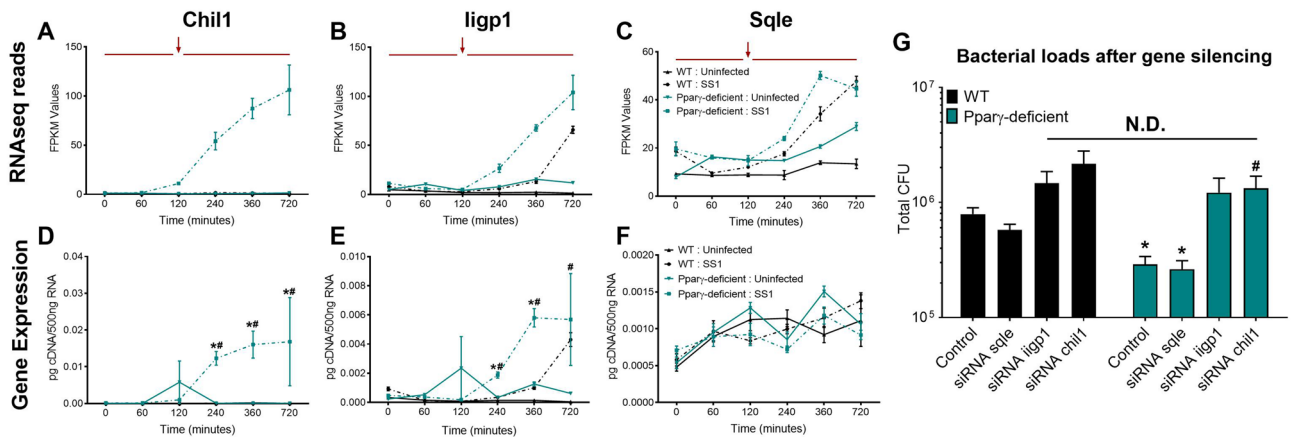 Chil1
Iigp1
Sqle
RNAseq reads
Gene Expression
A
150
100
50
0
FPKM Values
0 60 120 240 360 720
Time (minutes)
B
150
100
50
0
FPKM Values
0 60 120 240 360 720
Time (minutes)
C
60
40
20
0
FPKM Values
WT : Uninfected
WT : SS1
Pparγ-deficient : Uninfected
Pparγ-deficient : SS1
0 60 120 240 360 720
Time (minutes)
D
0.04
0.03
0.02
0.01
0.00
pg cDNA/500ng RNA
*#
*#
*#
0 60 120 240 360 720
Time (minutes)
E
0.010
0.008
0.006
0.004
0.002
0.000
pg cDNA/500ng RNA
*#
*#
#
0 60 120 240 360 720
Time (minutes)
F
0.0020
0.0015
0.0010
0.0005
0.0000
pg cDNA/500ng RNA
WT : Uninfected
WT : SS1
Pparγ-deficient : Uninfected
Pparγ-deficient : SS1
0 60 120 240 360 720
Time (minutes)
G
Bacterial loads after gene silencing
10⁷
10⁶
10⁵
Total CFU
WT
Pparγ-deficient
N.D.
*
*
#
Control
siRNA sqle
siRNA iigp1
siRNA chil1
Control
siRNA sqle
siRNA iigp1
siRNA chil1